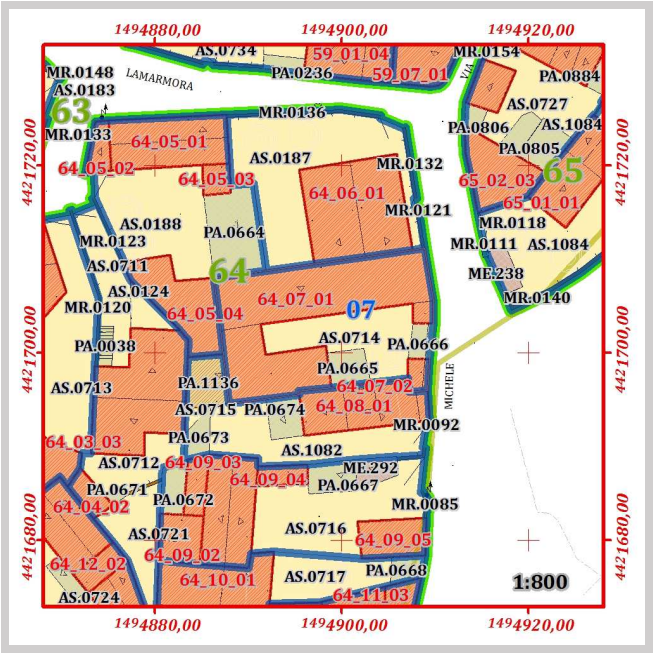 1494880,00 1494900,00 1494920,00
AS.0734
59_01_04
MR.0154
VIA
MR.0148
LAMARMORA
PA.0236
59_07_01
PA.0884
AS.0183
63
MR.0136
AS.0727
MR.0133
PA.0806
AS.1084
64_05_01
PA.0805
AS.0187
MR.0132
4421720,00
64_05_02
64_05_03
65
4421720,00
65_02_03
64_06_01
65_01_01
MR.0121
AS.0188
PA.0664
MR.0118
MR.0123
MR.0111
AS.1084
AS.0711
64
ME.238
AS.0124
64_07_01
MR.0140
MR.0120
64_05_04
07
PA.0038
AS.0714
PA.0666
4421700,00
4421700,00
PA.0665
AS.0713
PA.1136
64_07_02
MICHELE
AS.0715
PA.0674
64_08_01
MR.0092
64_03_03
PA.0673
AS.1082
AS.0712
64_09_03
ME.292
64_09_04
PA.0667
PA.0671
PA.0672
MR.0085
64_04_02
AS.0721
AS.0716
4421680,00
64_09_05
4421680,00
64_09_02
64_12_02
64_10_01
AS.0717
PA.0668
1:800
AS.0724
64_11_03
1494880,00 1494900,00 1494920,00